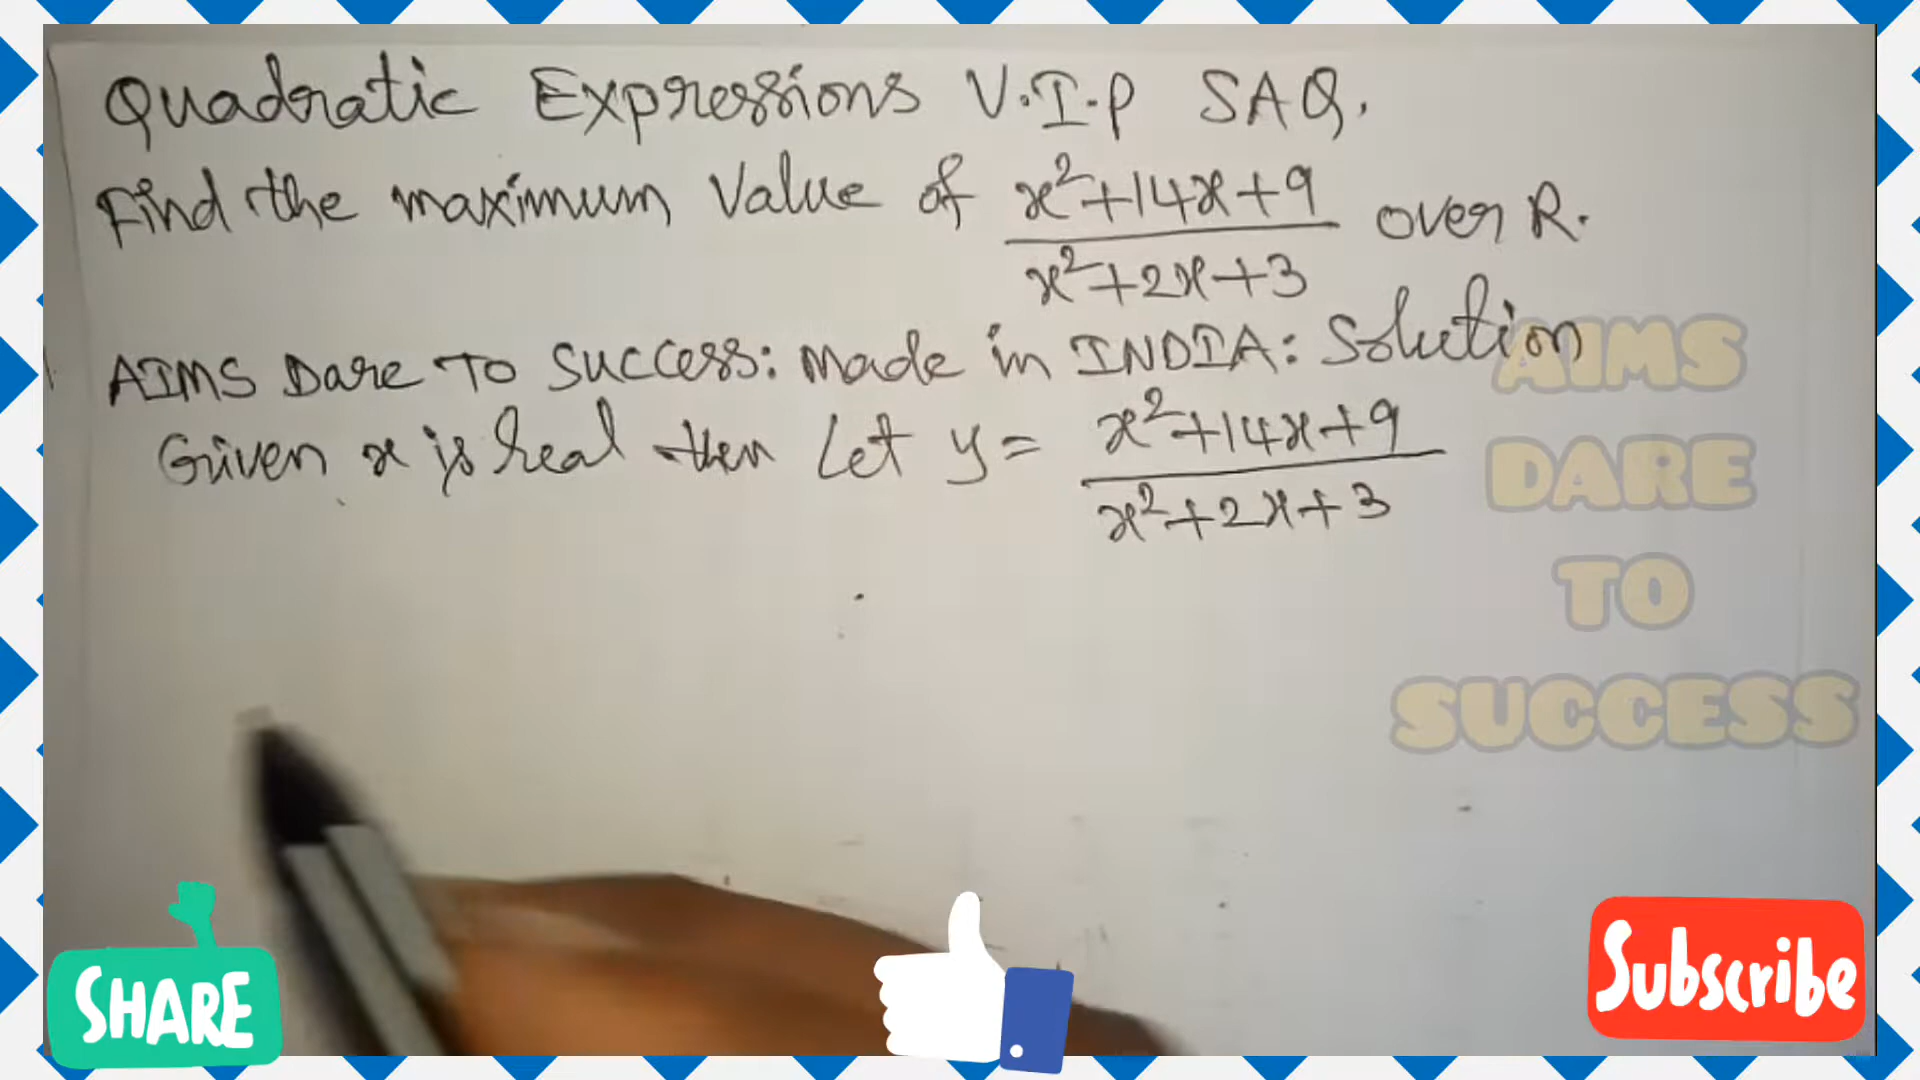 Quadratic Expressions V.I.P SAQ.
Find the maximum Value of x²+14x+9 / x²+2x+3 over R.
AIMS Dare To Success: Made in INDIA: Solution
Given x is real then Let y = x²+14x+9 / x²+2x+3
AIMS
DARE
TO
SUCCESS
SHARE
Subscribe